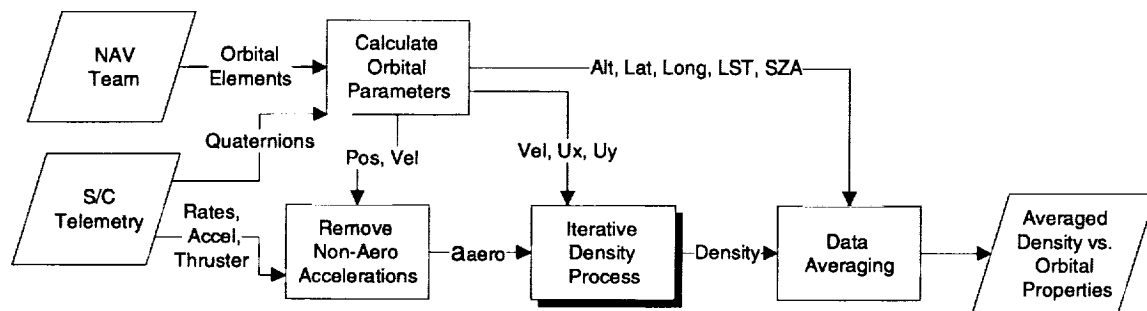 NAV
Team
Orbital
Elements
Calculate
Orbital
Parameters
Alt, Lat, Long, LST, SZA
Quaternions
Pos, Vel
Vel, Ux, Uy
S/C
Telemetry
Rates,
Accel,
Thruster
Remove
Non-Aero
Accelerations
aaero
Iterative
Density
Process
Density
Data
Averaging
Averaged
Density vs.
Orbital
Properties